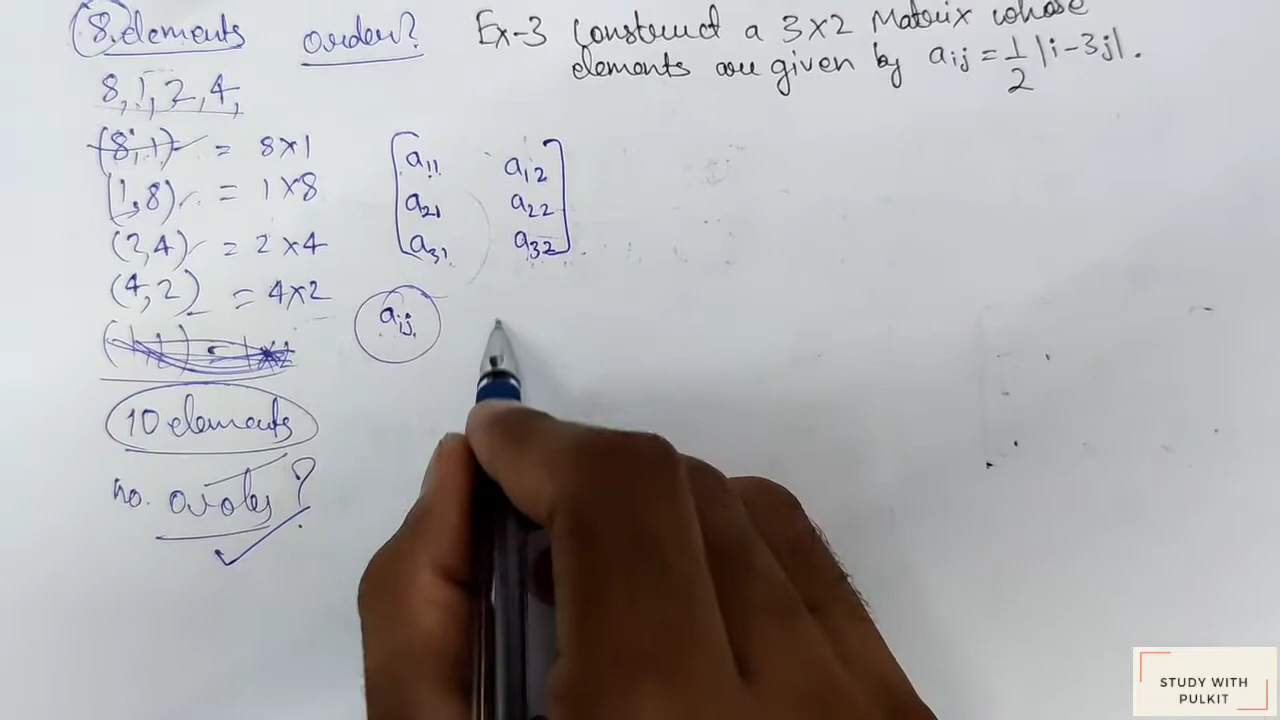 8 elements order?
8, 1, 2, 4,
(8, 1) = 8×1
(1, 8) = 1×8
(2, 4) = 2×4
(4, 2) = 4×2
10 elements
no. orders?
Ex-3 Construct a 3×2 Matrix whose
elements are given by aij = 1/2 |i-3j|.
a11 a12
a21 a22
a31 a32
aij
STUDY WITH
PULKIT